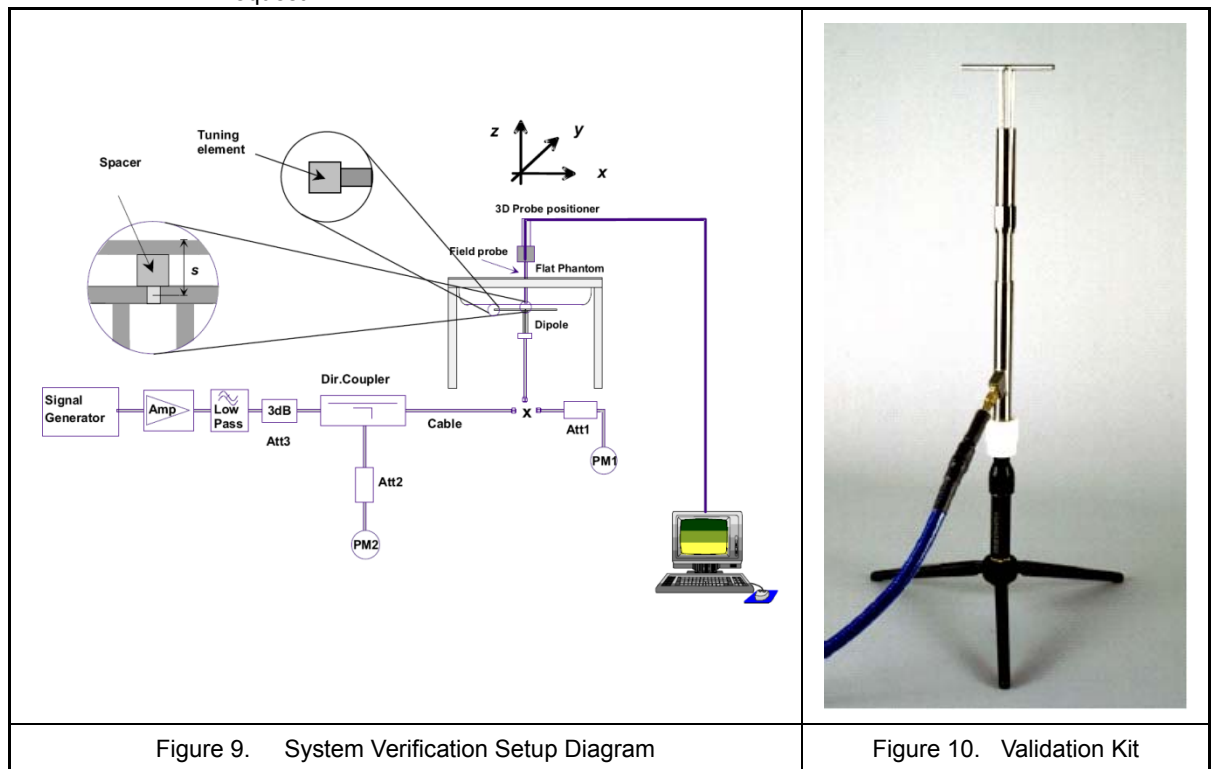 z
y
x
Tuning
element
Spacer
s
3D Probe positioner
Field probe
Flat Phantom
Dipole
Dir.Coupler
Signal
Generator
Amp
Low
Pass
3dB
Att3
Cable
x
Att1
PM1
Att2
PM2
Figure 9. System Verification Setup Diagram
Figure 10. Validation Kit